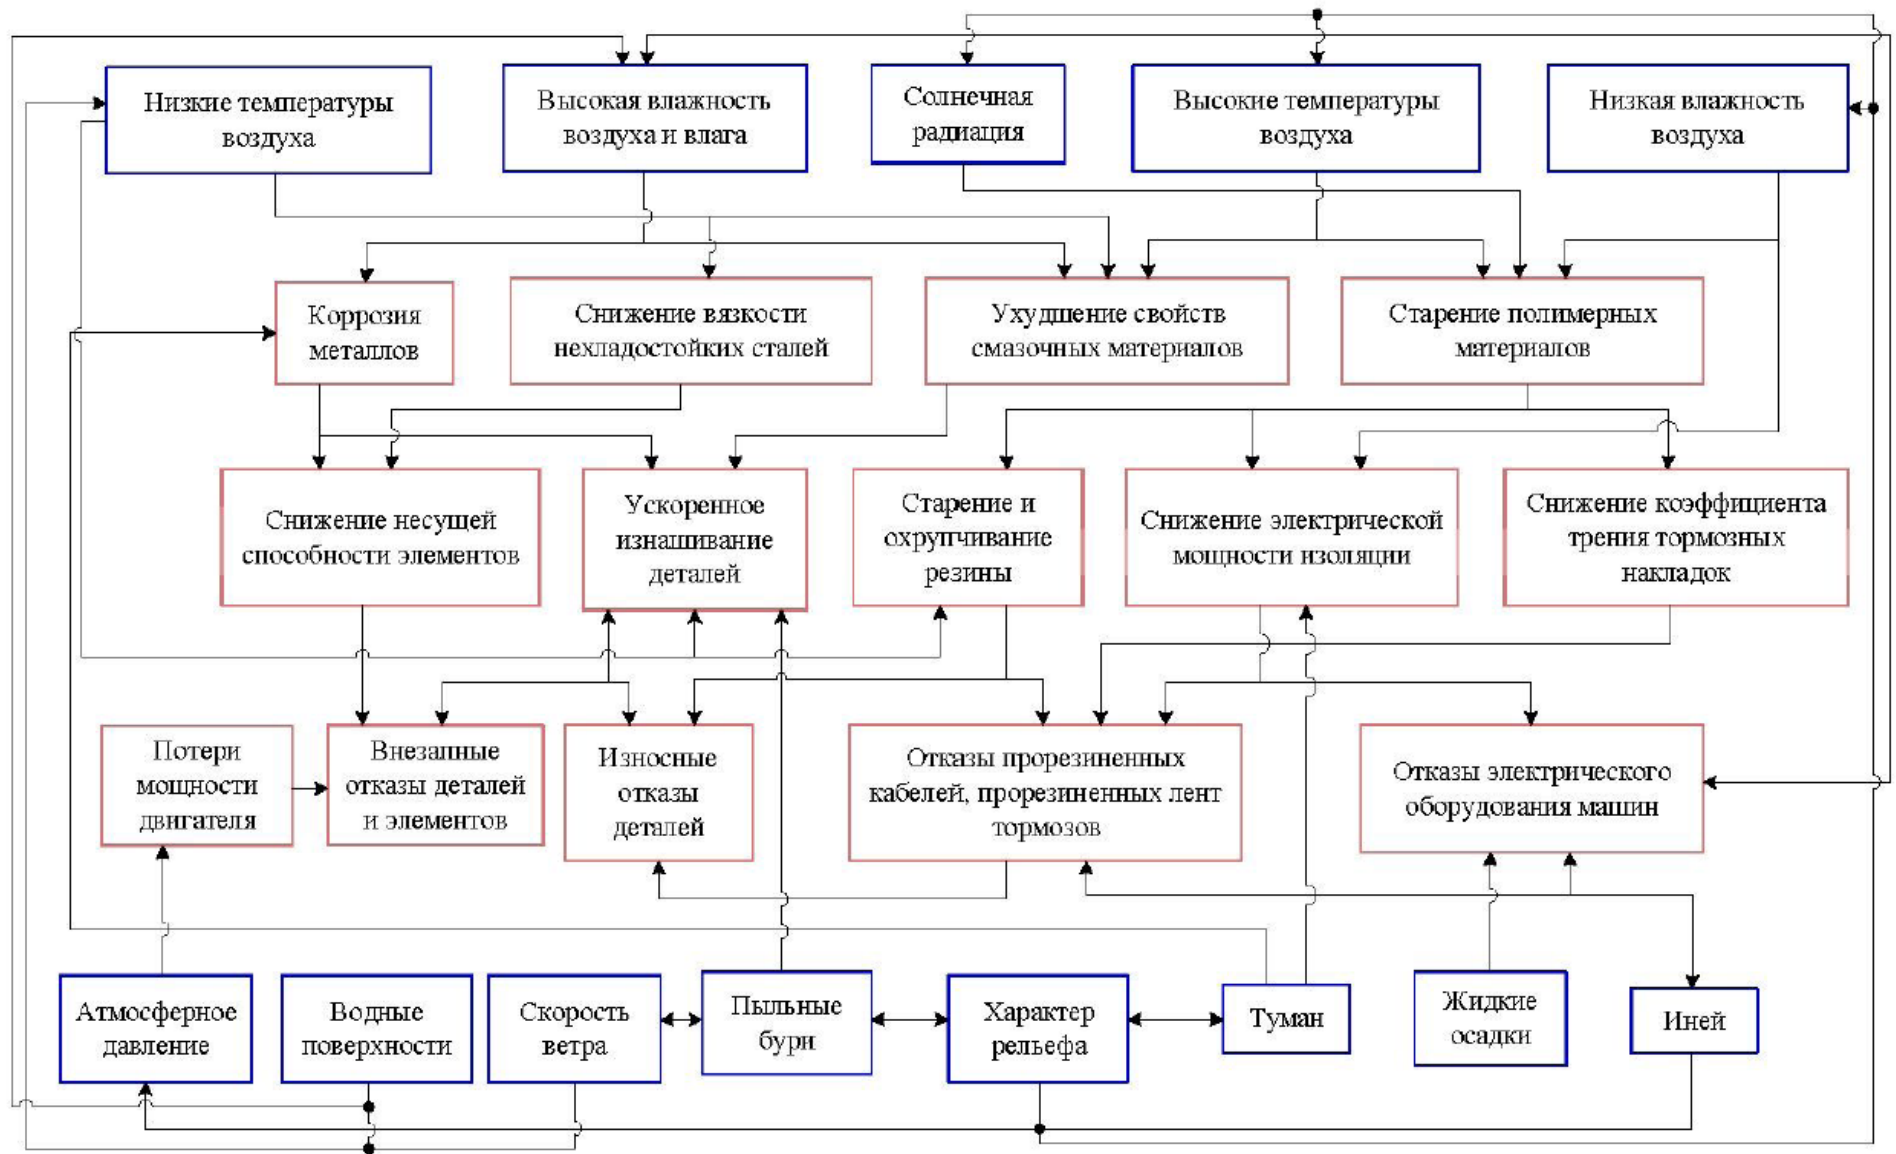 Низкие температуры
воздуха
Высокая влажность
воздуха и влага
Солнечная
радиация
Высокие температуры
воздуха
Низкая влажность
воздуха
Коррозия
металлов
Снижение вязкости
нехладостойких сталей
Ухудшение свойств
смазочных материалов
Старение полимерных
материалов
Снижение несущей
способности элементов
Ускоренное
изнашивание
деталей
Старение и
охрупчивание
резины
Снижение электрической
мощности изоляции
Снижение коэффициента
трения тормозных
накладок
Потери
мощности
двигателя
Внезапные
отказы деталей
и элементов
Износные
отказы
деталей
Отказы прорезиненных
кабелей, прорезиненных лент
тормозов
Отказы электрического
оборудования машин
Атмосферное
давление
Водные
поверхности
Скорость
ветра
Пыльные
бури
Характер
рельефа
Туман
Жидкие
осадки
Иней